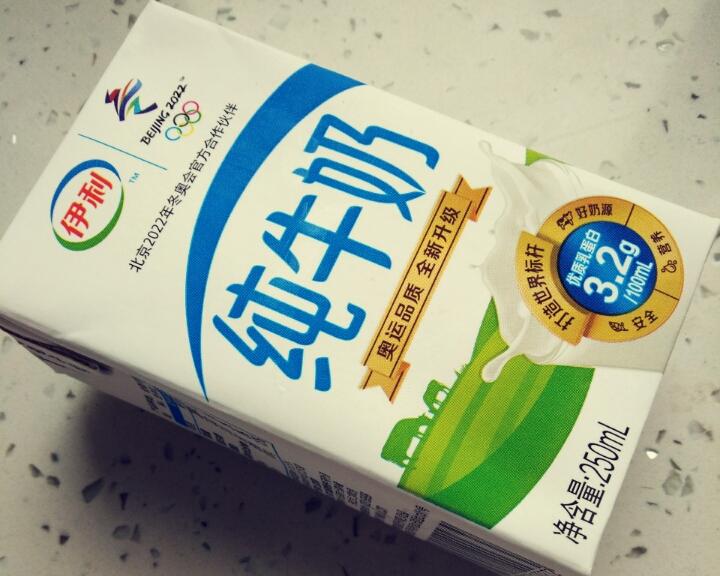 伊利
TM
BEIJING 2022™
北京2022年冬奥会官方合作伙伴
纯牛奶
奥运品质 全新升级
打造世界标杆
好奶源
营养
安全
优质乳蛋白
3.2g
/100mL
净含量:250mL